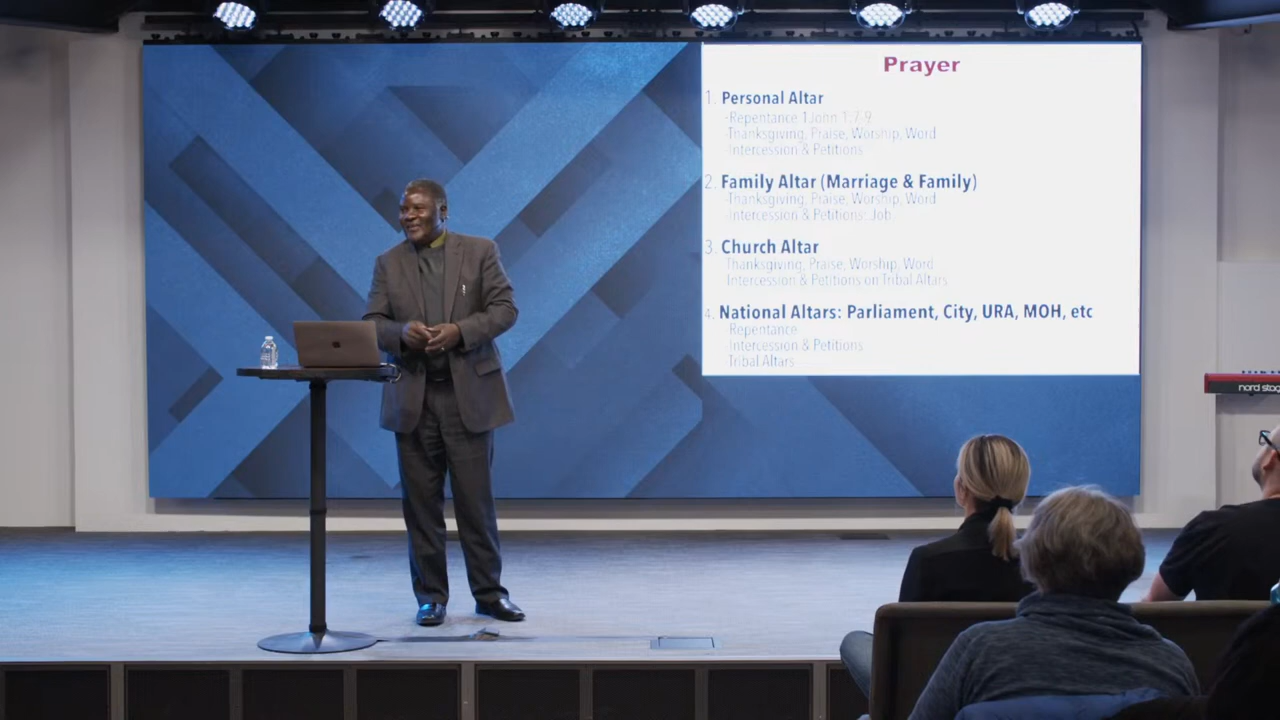 Prayer
1. Personal Altar
-Repentance 1 John 1:7-9
-Thanksgiving, Praise, Worship, Word
-Intercession & Petitions
2. Family Altar (Marriage & Family)
-Thanksgiving, Praise, Worship, Word
-Intercession & Petitions: Job
3. Church Altar
Thanksgiving, Praise, Worship, Word
Intercession & Petitions on Tribal Altars
4. National Altars: Parliament, City, URA, MOH, etc
-Repentance
-Intercession & Petitions
Tribal Altars
nord stag